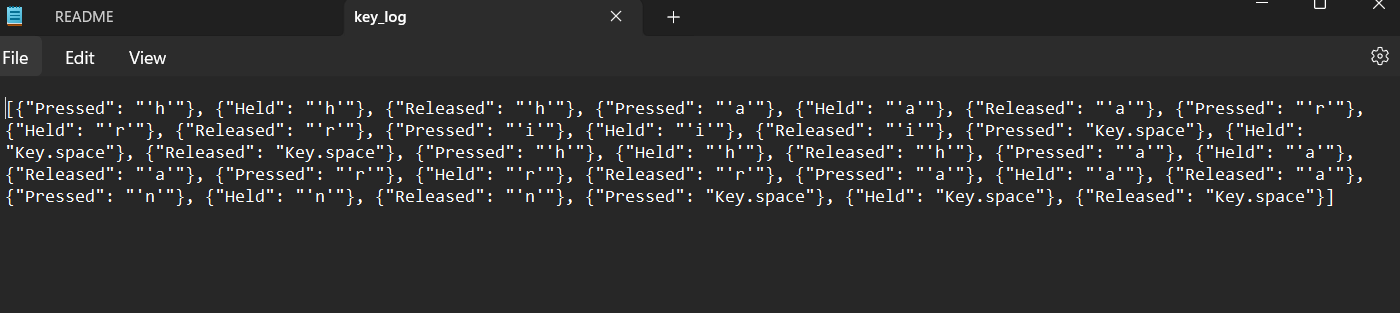 README
key_log
File Edit View
[{"Pressed": "'h'"}, {"Held": "'h'"}, {"Released": "'h'"}, {"Pressed": "'a'"}, {"Held": "'a'"}, {"Released": "'a'"}, {"Pressed": "'r'"},
{"Held": "'r'"}, {"Released": "'r'"}, {"Pressed": "'i'"}, {"Held": "'i'"}, {"Released": "'i'"}, {"Pressed": "Key.space"}, {"Held":
"Key.space"}, {"Released": "Key.space"}, {"Pressed": "'h'"}, {"Held": "'h'"}, {"Released": "'h'"}, {"Pressed": "'a'"}, {"Held": "'a'"},
{"Released": "'a'"}, {"Pressed": "'r'"}, {"Held": "'r'"}, {"Released": "'r'"}, {"Pressed": "'a'"}, {"Held": "'a'"}, {"Released": "'a'"},
{"Pressed": "'n'"}, {"Held": "'n'"}, {"Released": "'n'"}, {"Pressed": "Key.space"}, {"Held": "Key.space"}, {"Released": "Key.space"}]